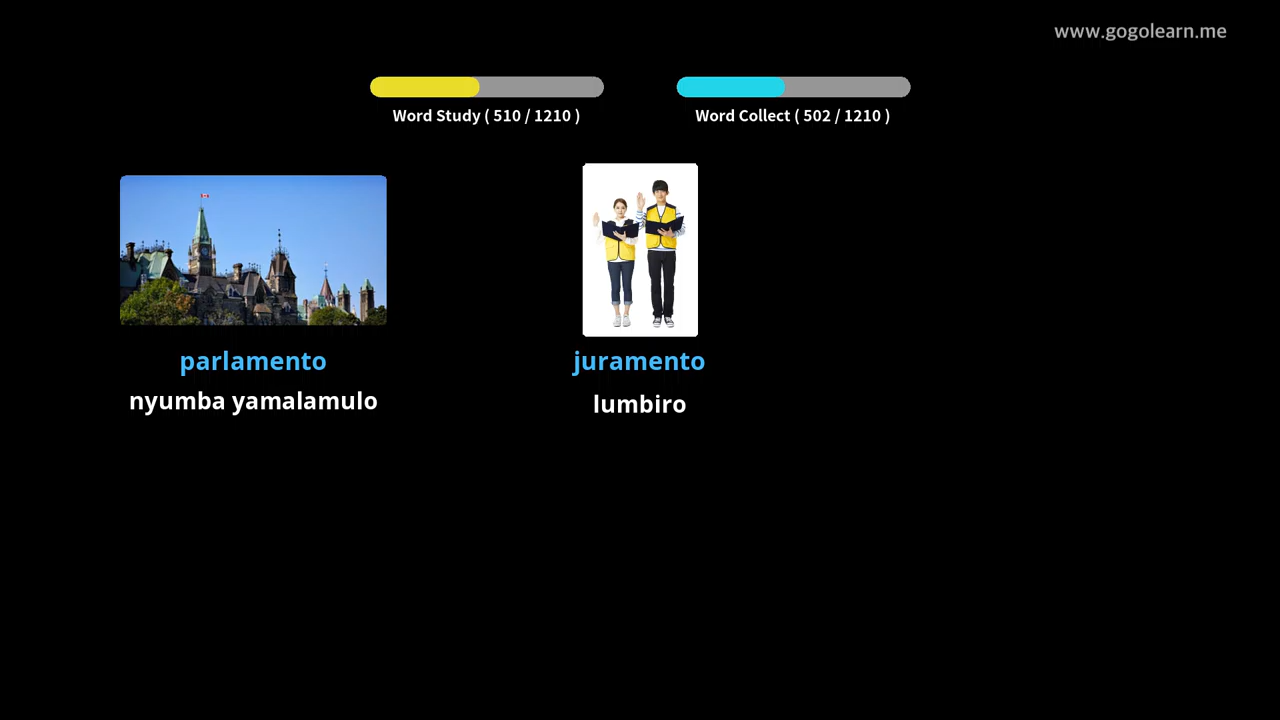 www.gogolearn.me
Word Study ( 510 / 1210 )
Word Collect ( 502 / 1210 )
parlamento
nyumba yamalamulo
juramento
lumbiro